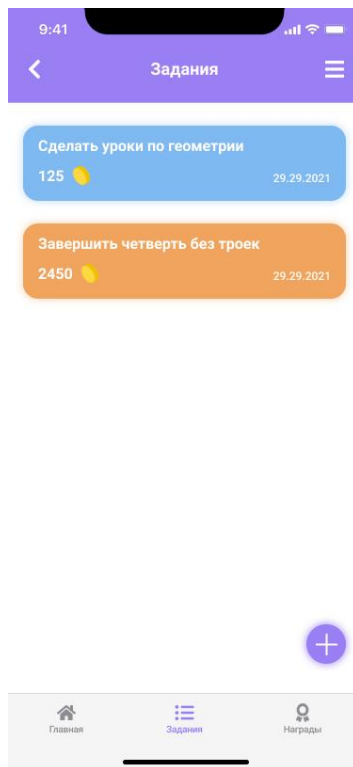 9:41
Задания
Сделать уроки по геометрии
125
29.29.2021
Завершить четверть без троек
2450
29.29.2021
Главная
Задания
Награды